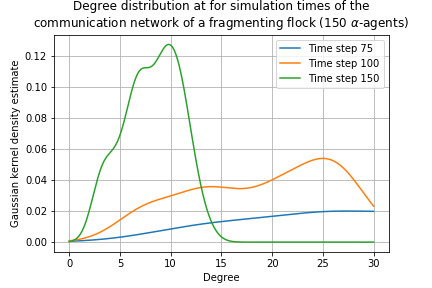 Degree distribution at for simulation times of the
communication network of a fragmenting flock (150 α-agents)
Gaussian kernel density estimate
0.12
0.10
0.08
0.06
0.04
0.02
0.00
Time step 75
Time step 100
Time step 150
0 5 10 15 20 25 30
Degree